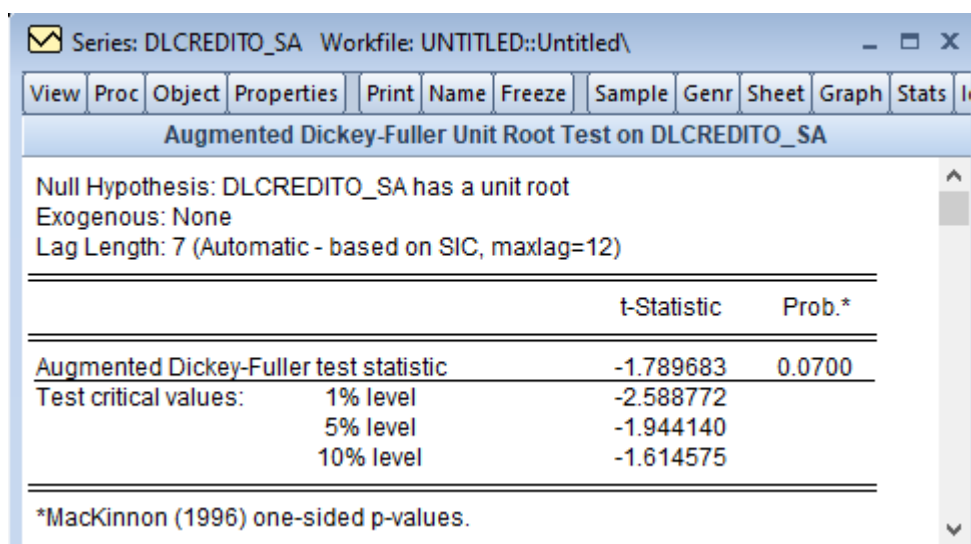 Series: DLCREDITO_SA Workfile: UNTITLED::Untitled\
View Proc Object Properties Print Name Freeze Sample Genr Sheet Graph Stats
Augmented Dickey-Fuller Unit Root Test on DLCREDITO_SA
Null Hypothesis: DLCREDITO_SA has a unit root
Exogenous: None
Lag Length: 7 (Automatic - based on SIC, maxlag=12)
t-Statistic Prob.*
Augmented Dickey-Fuller test statistic -1.789683 0.0700
Test critical values: 1% level -2.588772
5% level -1.944140
10% level -1.614575
*MacKinnon (1996) one-sided p-values.